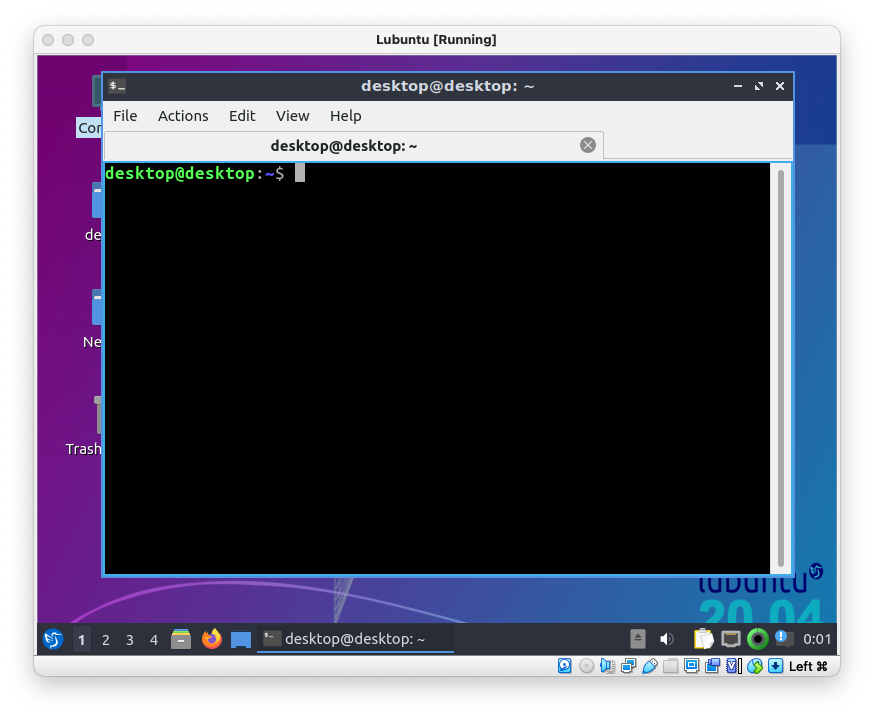 Lubuntu [Running]
desktop@desktop: ~
File Actions Edit View Help
desktop@desktop: ~
desktop@desktop:~$
Cor
de
Ne
Trash
lubuntu
20.04
1 2 3 4 desktop@desktop: ~ 0:01
Left ⌘